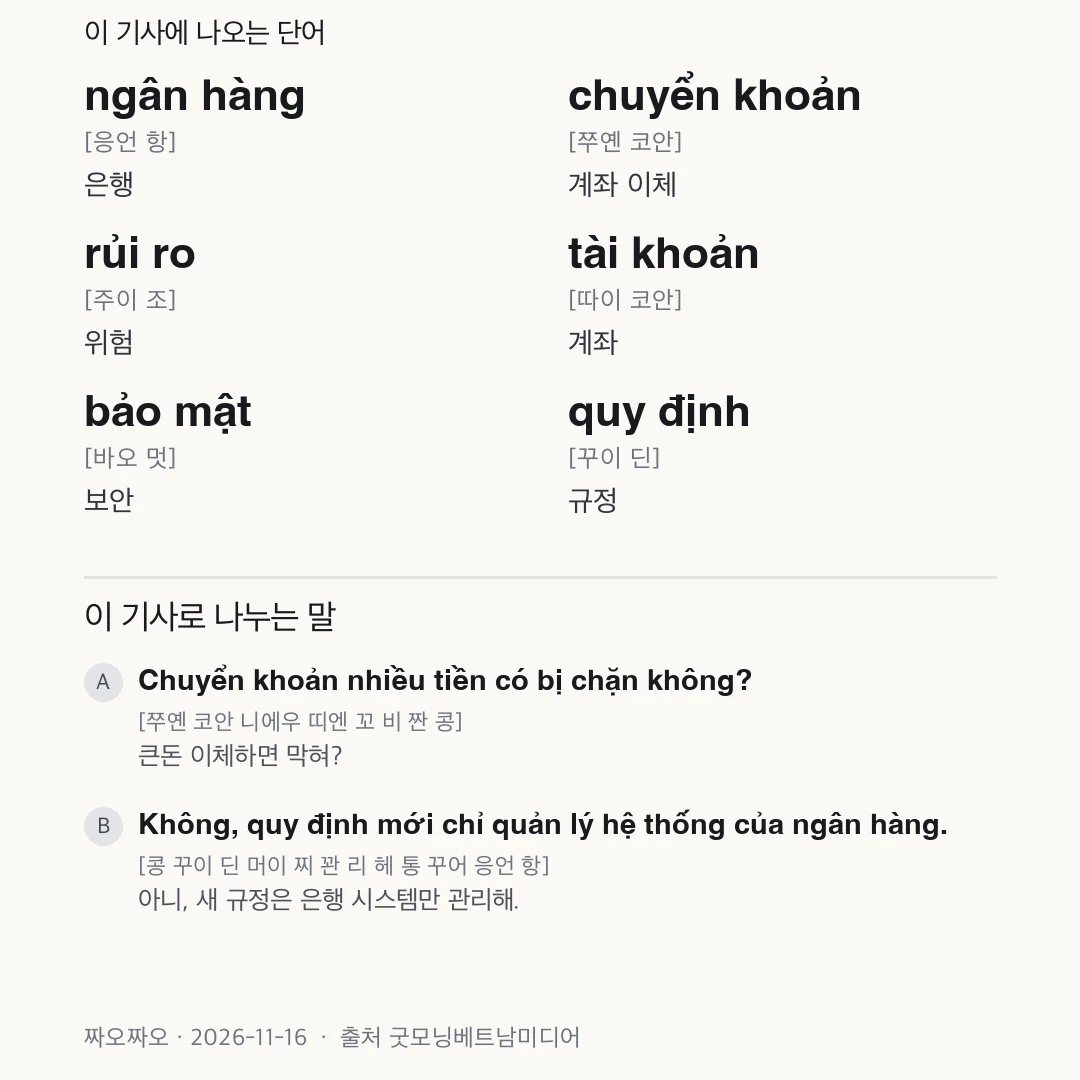 이 기사에 나오는 단어
ngân hàng
[응언 항]
은행
chuyển khoản
[쭈옌 코안]
계좌 이체
rủi ro
[주이 조]
위험
tài khoản
[따이 코안]
계좌
bảo mật
[바오 멋]
보안
quy định
[꾸이 딘]
규정
이 기사로 나누는 말
A
Chuyển khoản nhiều tiền có bị chặn không?
[쭈옌 코안 니에우 띠엔 꼬 비 짠 콩]
큰돈 이체하면 막혀?
B
Không, quy định mới chỉ quản lý hệ thống của ngân hàng.
[콩 꾸이 딘 머이 찌 꽌 리 헤 통 꾸어 응언 항]
아니, 새 규정은 은행 시스템만 관리해.
짜오짜오 · 2026-11-16 · 출처 굿모닝베트남미디어